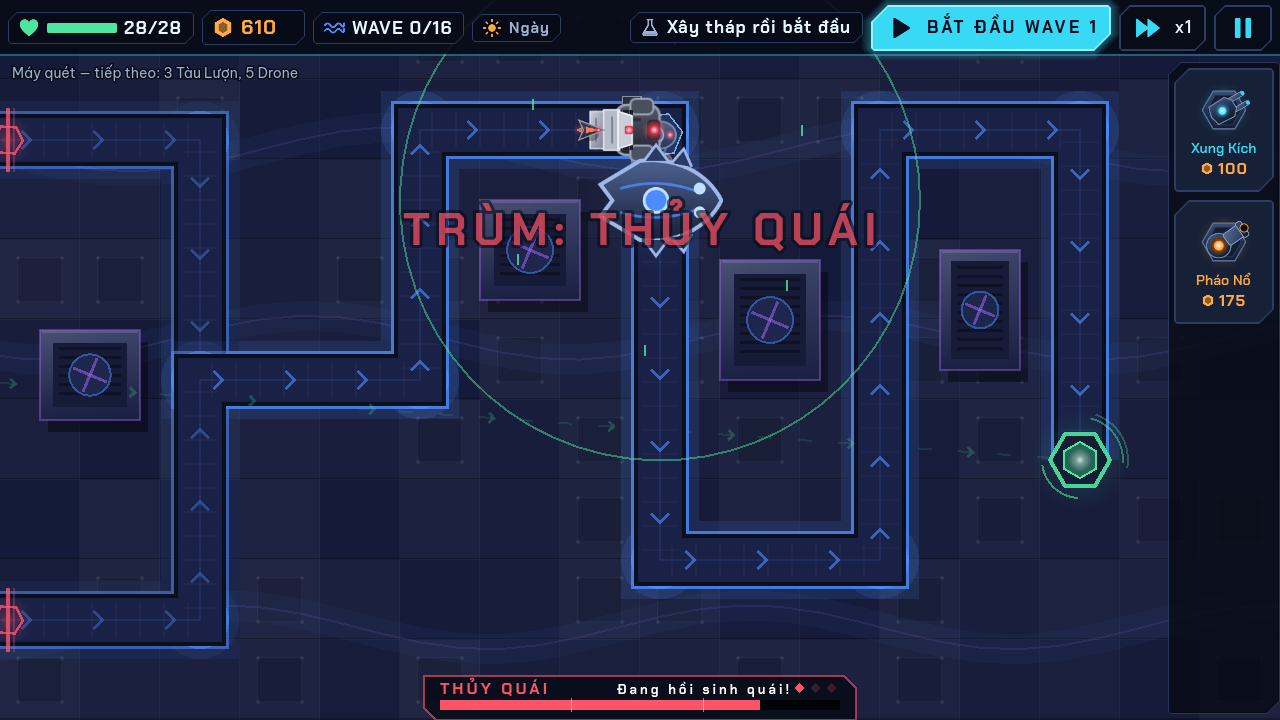 28/28
610
WAVE 0/16
Ngày
Xây tháp rồi bắt đầu
BẮT ĐẦU WAVE 1
x1
Máy quét — tiếp theo: 3 Tàu Lượn, 5 Drone
Xung Kích
100
TRÙM: THỦY QUÁI
Pháo Nổ
175
THỦY QUÁI
Đang hồi sinh quái!